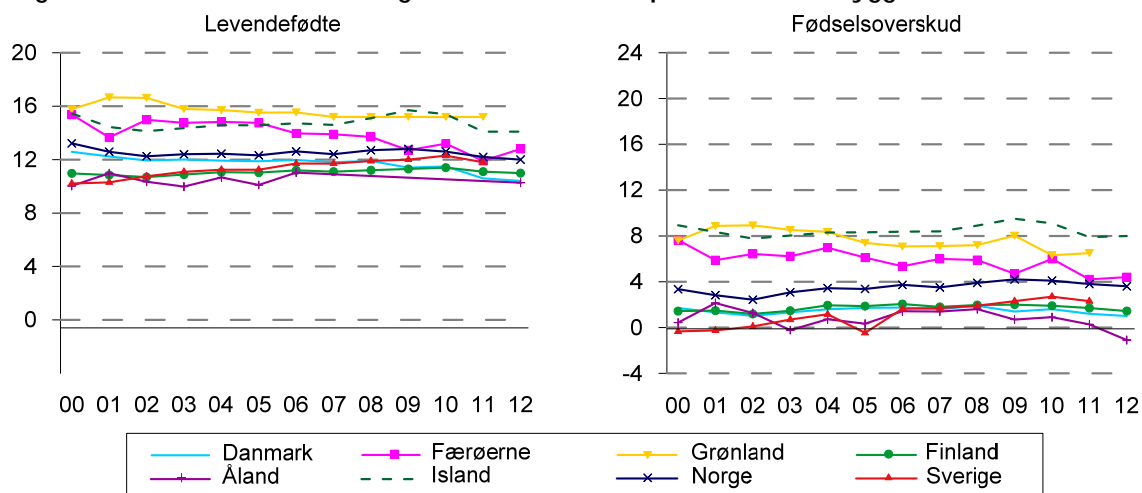 Levendefødte
Fødselsoverskud
20
16
12
8
4
0
00 01 02 03 04 05 06 07 08 09 10 11 12
24
20
16
12
8
4
0
-4
00 01 02 03 04 05 06 07 08 09 10 11 12
Danmark Færøerne Grønland Finland
Åland Island Norge Sverige